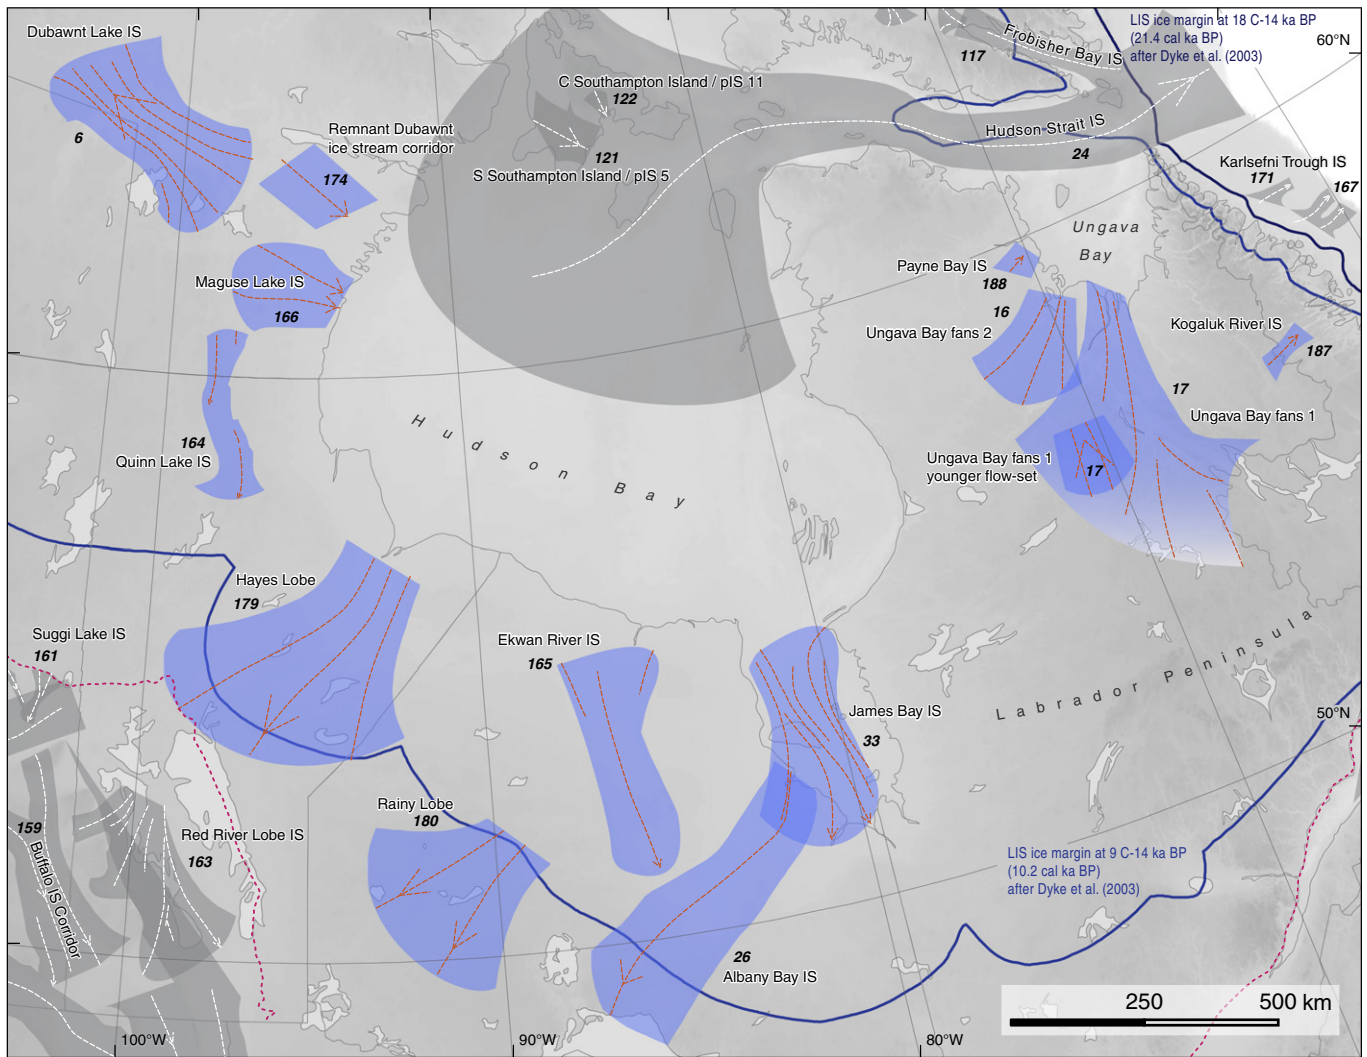 Dubawnt Lake IS
6
Remnant Dubawnt
ice stream corridor
174
C Southampton Island / pIS 11
122
121
S Southampton Island / pIS 5
117
Frobisher Bay IS
LIS ice margin at 18 C-14 ka BP
(21.4 cal ka BP)
after Dyke et al. (2003)
60°N
Hudson Strait IS
24
Karlsefni Trough IS
171
167
Ungava
Bay
Maguse Lake IS
166
Payne Bay IS
188
16
Ungava Bay fans 2
Kogaluk River IS
187
17
Ungava Bay fans 1
164
Quinn Lake IS
Hudson Bay
Ungava Bay fans 1
younger flow-set
17
Hayes Lobe
179
Suggi Lake IS
161
Ekwan River IS
165
Labrador Peninsula
James Bay IS
33
50°N
Rainy Lobe
180
159
Buffalo IS Corridor
Red River Lobe IS
163
LIS ice margin at 9 C-14 ka BP
(10.2 cal ka BP)
after Dyke et al. (2003)
26
Albany Bay IS
250
500 km
100°W
90°W
80°W